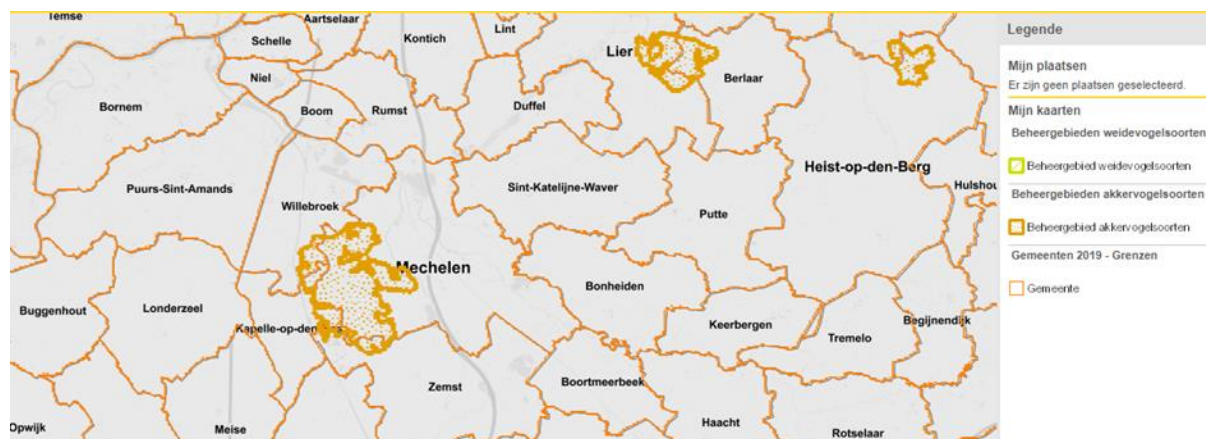 Temse
Aartselaar
Schelle
Kontich
Lint
Lier
Berlaar
Niel
Bornem
Boom
Rumst
Duffel
Heist-op-den-Berg
Puurs-Sint-Amands
Sint-Katelijne-Waver
Hulshou
Willebroek
Putte
Mechelen
Bonheiden
Buggenhout
Londerzeel
Kapelle-op-den
Keerbergen
Tremelo
Begijnendijk
Zemst
Boortmeerbeek
Opwijk
Meise
Haacht
Rotselaar
Legende
Mijn plaatsen
Er zijn geen plaatsen geselecteerd.
Mijn kaarten
Beheergebieden weidevogelsoorten
Beheergebied weidevogelsoorten
Beheergebieden akkervogelsoorten
Beheergebied akkervogelsoorten
Gemeenten 2019 - Grenzen
Gemeente